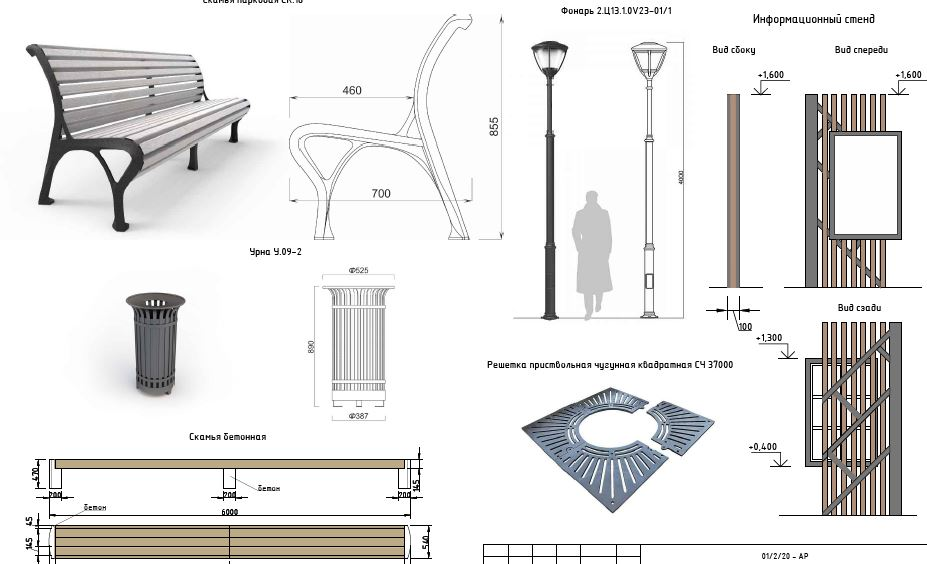 Фонарь 2.Ц13.1.0V23-01/1
Информационный стенд
Вид сбоку
Вид спереди
+1,600
+1,600
460
855
700
4000
100
Урна У.09-2
Ф525
890
Ф387
Вид сзади
+1,300
+0,400
Решетка приствольная чугунная квадратная СЧ 37000
Скамья бетонная
470
200
200
200
145
бетон
6000
бетон
45
145
540
01/2/20 - АР